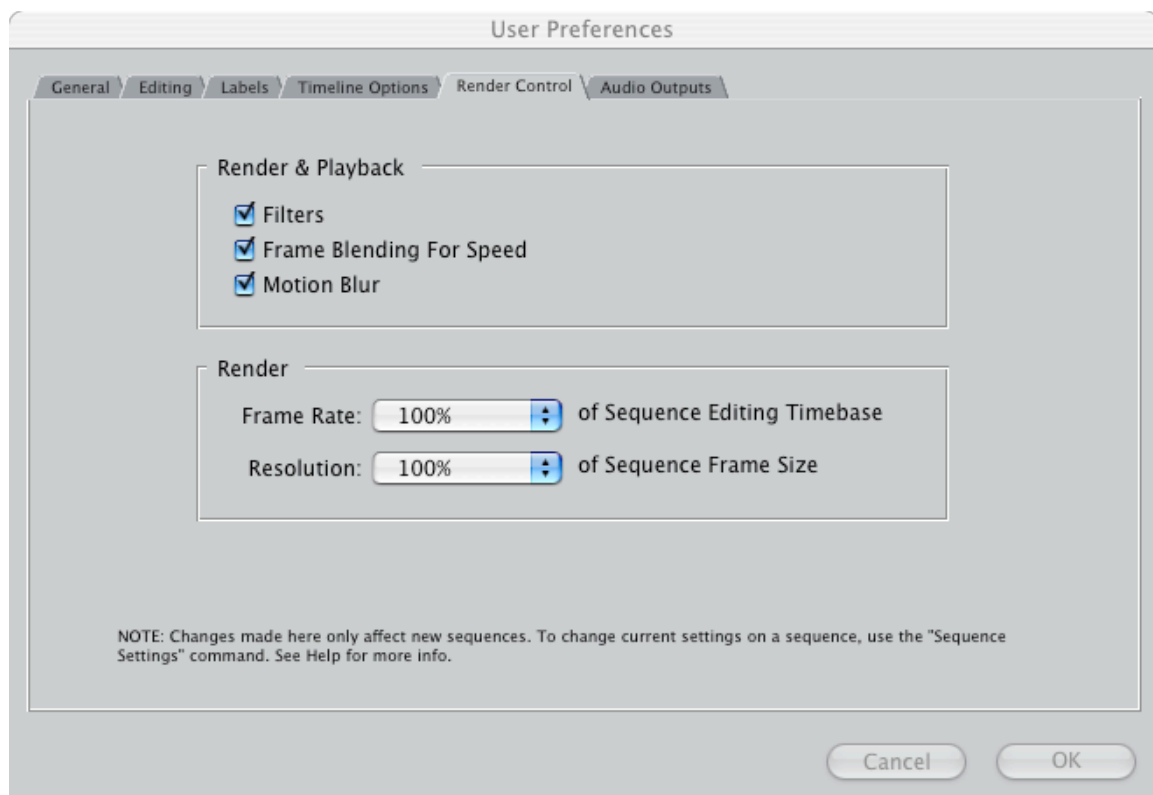 User Preferences
General Editing Labels Timeline Options Render Control Audio Outputs
Render & Playback
Filters
Frame Blending For Speed
Motion Blur
Render
Frame Rate: 100% of Sequence Editing Timebase
Resolution: 100% of Sequence Frame Size
NOTE: Changes made here only affect new sequences. To change current settings on a sequence, use the "Sequence
Settings" command. See Help for more info.
Cancel OK